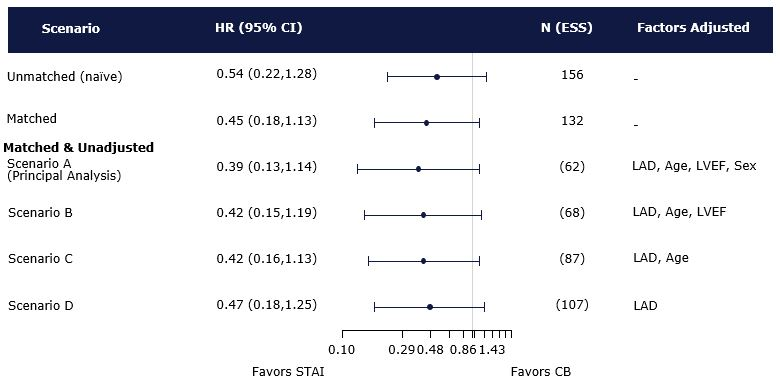 Scenario HR (95% CI) N (ESS) Factors Adjusted
Unmatched (naïve) 0.54 (0.22,1.28) 156 -
Matched 0.45 (0.18,1.13) 132 -
Matched & Unadjusted
Scenario A
(Principal Analysis) 0.39 (0.13,1.14) (62) LAD, Age, LVEF, Sex
Scenario B 0.42 (0.15,1.19) (68) LAD, Age, LVEF
Scenario C 0.42 (0.16,1.13) (87) LAD, Age
Scenario D 0.47 (0.18,1.25) (107) LAD
0.10 0.29 0.48 0.86 1.43
Favors STAI Favors CB